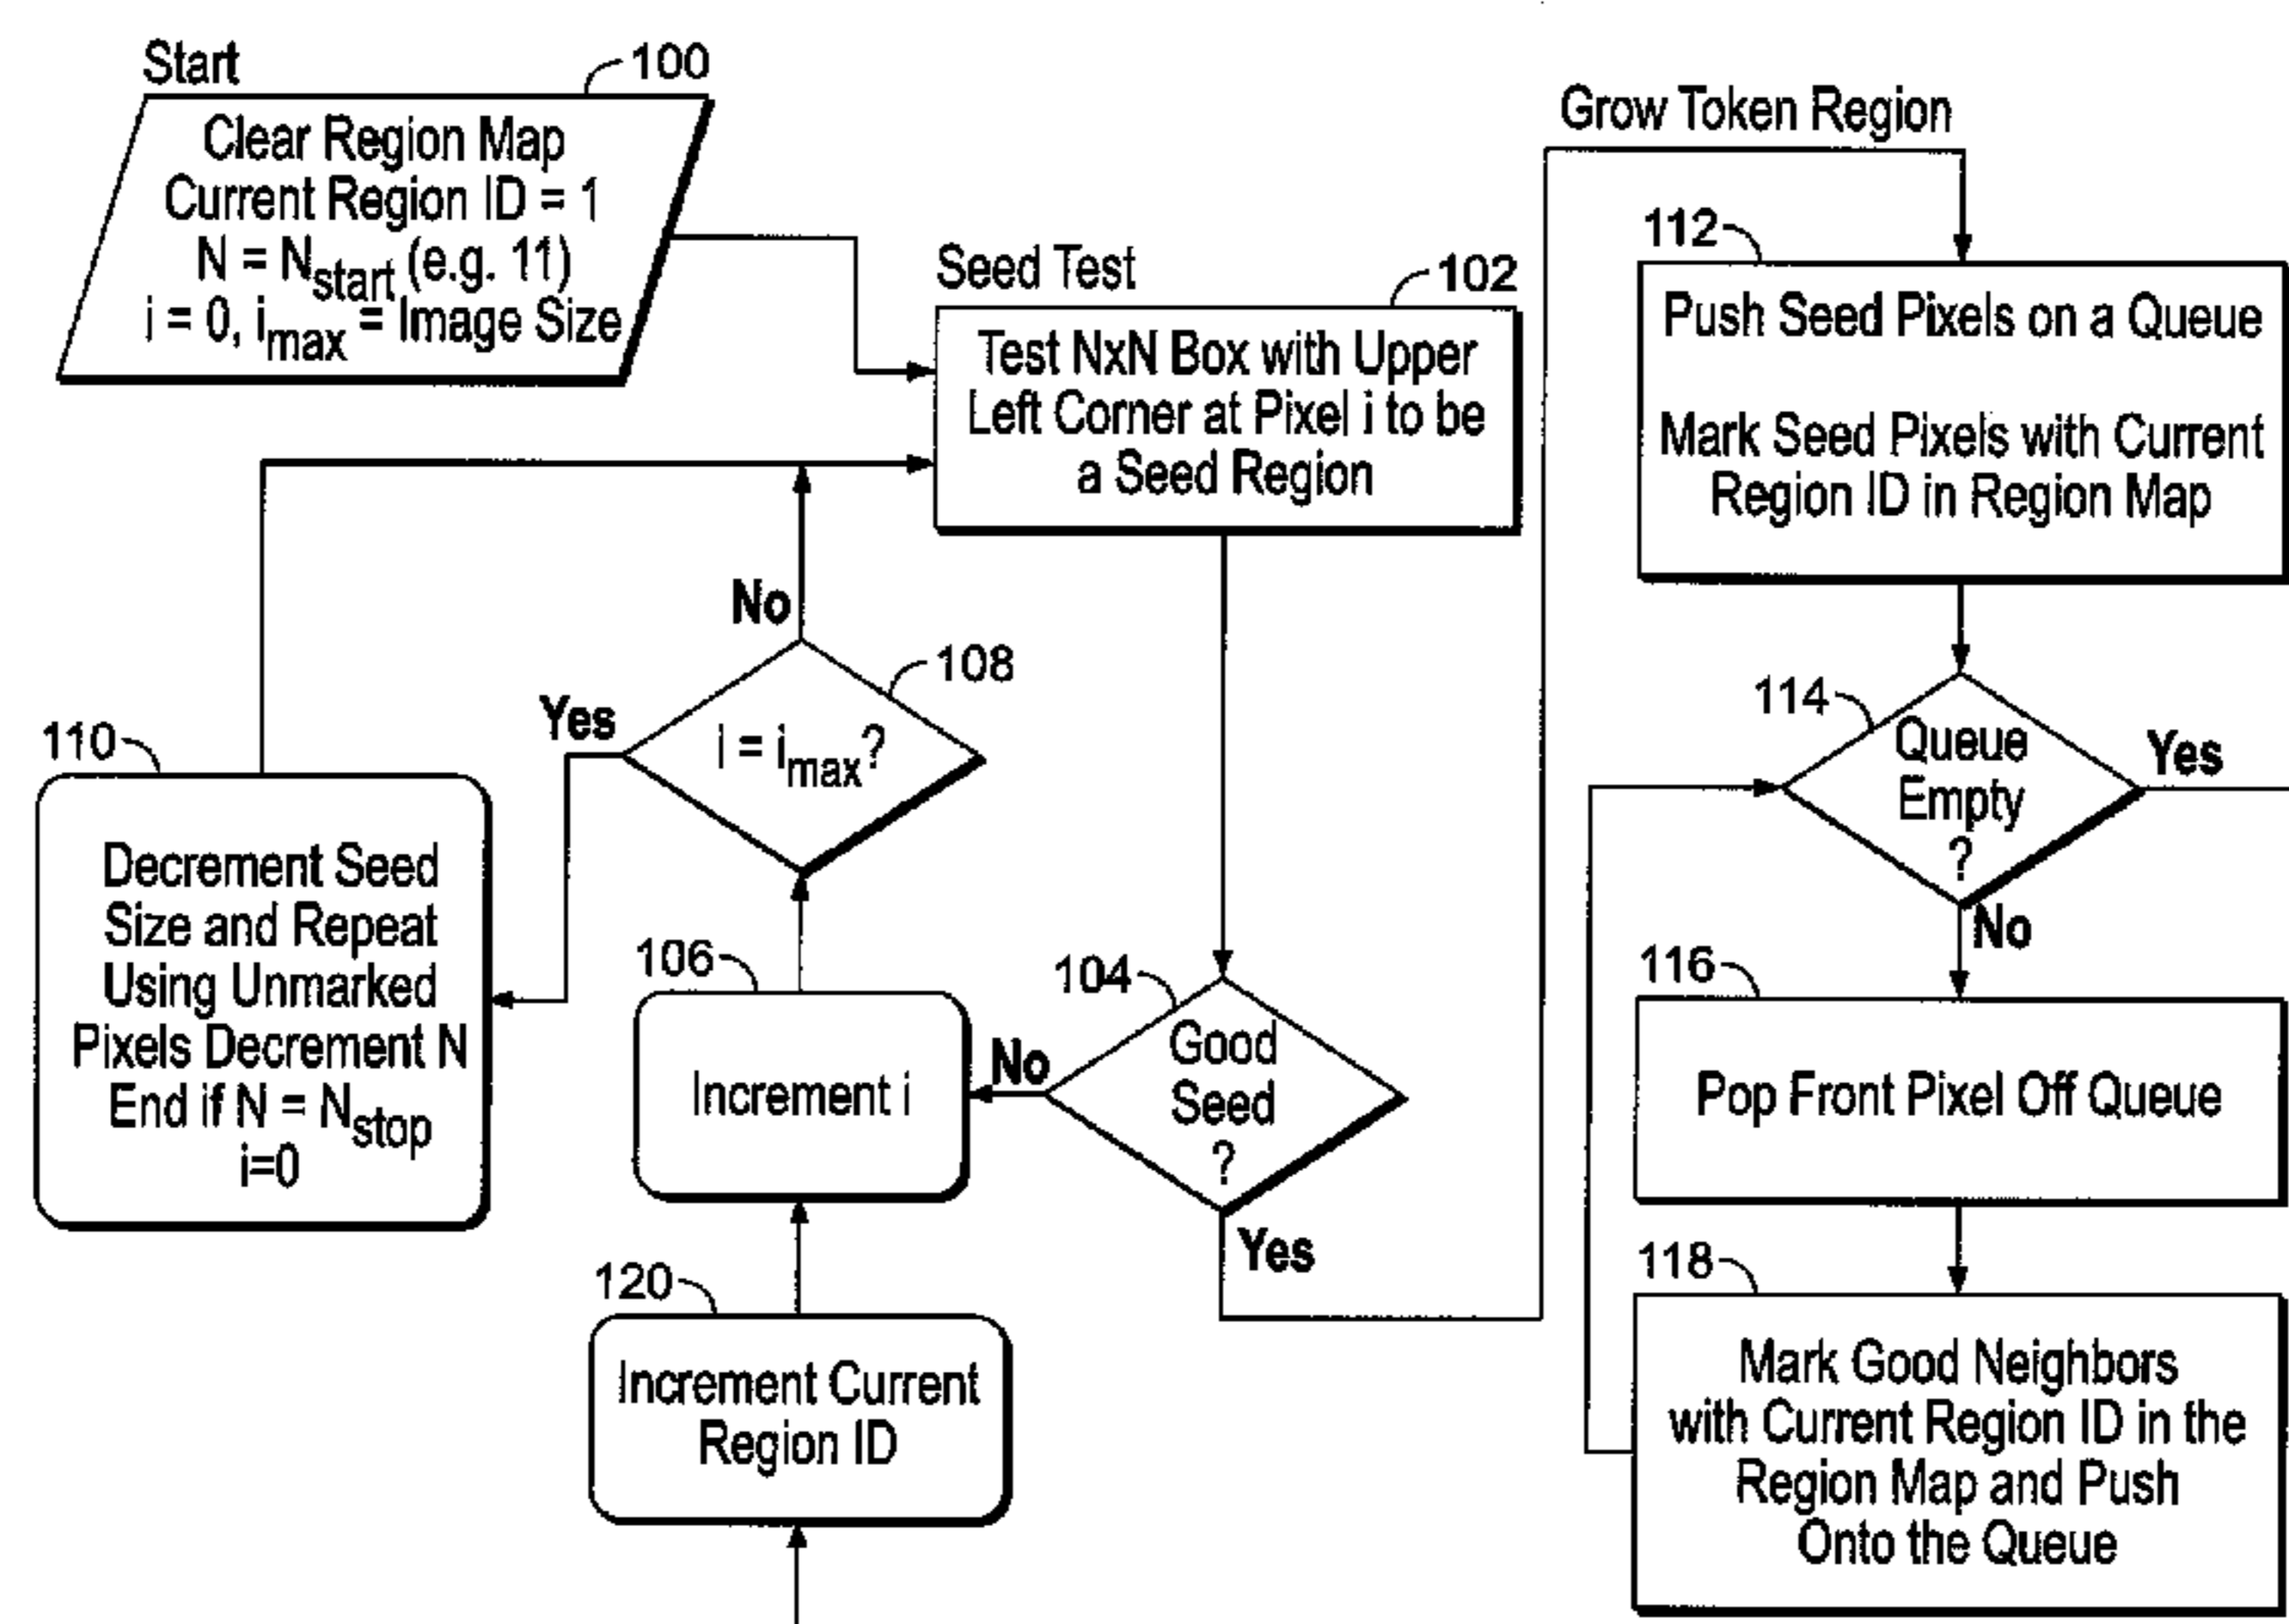 Start
100
Clear Region Map
Current Region ID = 1
N = Nstart (e.g. 11)
i = 0, imax = Image Size
Seed Test
102
Test NxN Box with Upper
Left Corner at Pixel i to be
a Seed Region
No
108
Yes
i = imax?
110
Decrement Seed
Size and Repeat
Using Unmarked
Pixels Decrement N
End if N = Nstop
i=0
106
Increment i
104
No
Good
Seed
?
Yes
120
Increment Current
Region ID
Grow Token Region
112
Push Seed Pixels on a Queue
Mark Seed Pixels with Current
Region ID in Region Map
114
Queue
Empty
?
Yes
No
116
Pop Front Pixel Off Queue
118
Mark Good Neighbors
with Current Region ID in the
Region Map and Push
Onto the Queue